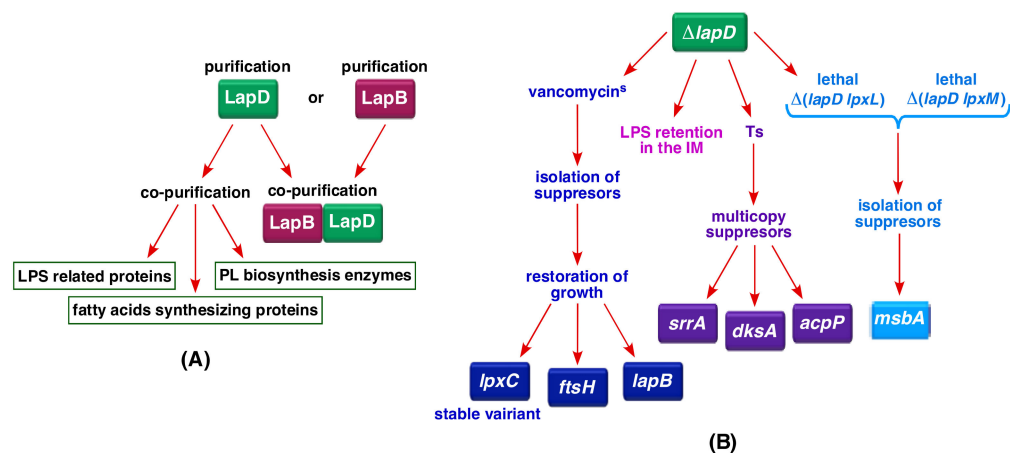 purification
LapD
or
purification
LapB
co-purification
co-purification
LapB LapD
LPS related proteins
PL biosynthesis enzymes
fatty acids synthesizing proteins
(A)
ΔlapD
vancomycinˢ
LPS retention
in the IM
Ts
lethal
Δ(lapD lpxL)
lethal
Δ(lapD lpxM)
isolation of
suppresors
multicopy
suppresors
isolation of
suppresors
restoration of
growth
srrA
dksA
acpP
msbA
lpxC
ftsH
lapB
stable vairiant
(B)